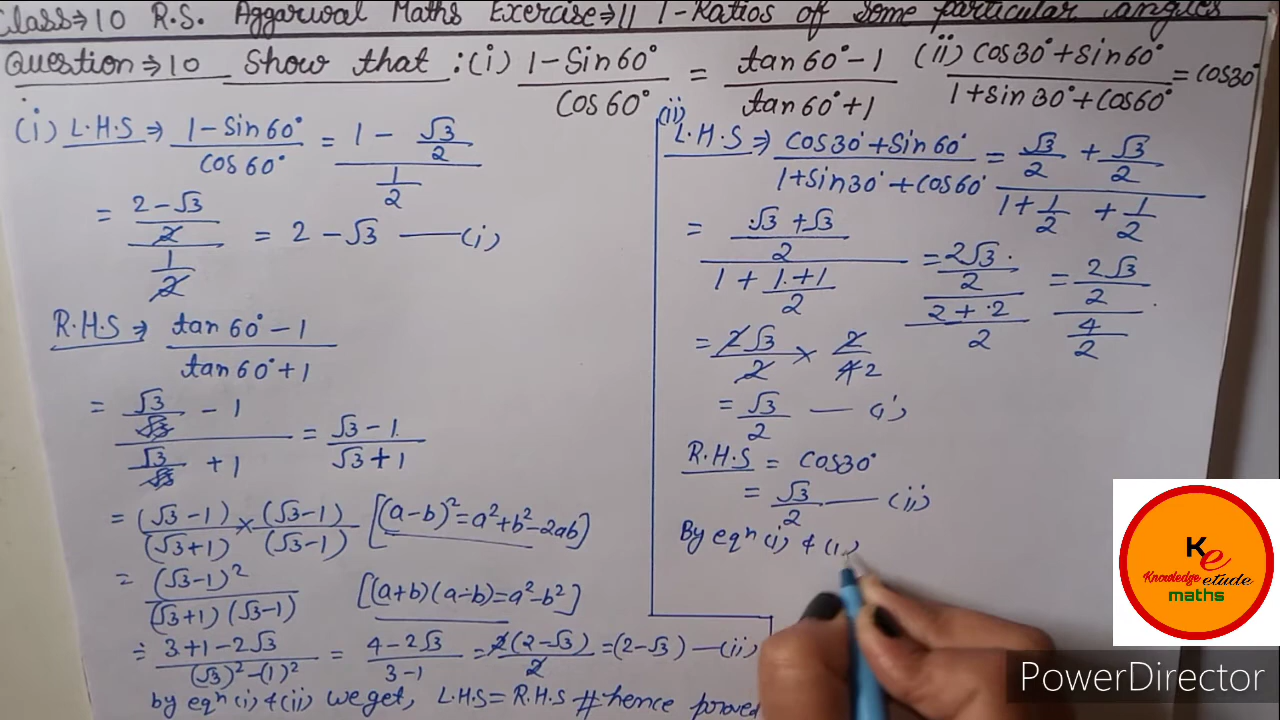 Class⇒10 R.S. Aggarwal Maths Exercise⇒11 T-Ratios of some particular angles
Question⇒10 Show that : (i) (1-Sin60°)/(Cos60°) = (tan60°-1)/(tan60°+1) (ii) (Cos30°+Sin60°)/(1+Sin30°+Cos60°) = Cos30°
(i) L.H.S ⇒ (1-Sin60°)/(Cos60°) = (1 - √3/2)/(1/2)
= ((2-√3)/2)/(1/2) = 2-√3 —(i)
R.H.S ⇒ (tan60°-1)/(tan60°+1)
= (√3/√3 - 1)/(√3/√3 + 1) = (√3-1)/(√3+1)
= (√3-1)/(√3+1) × (√3-1)/(√3-1) [(a-b)²=a²+b²-2ab]
= (√3-1)²/(√3+1)(√3-1) [(a+b)(a-b)=a²-b²]
= (3+1-2√3)/((√3)²-(1)²) = (4-2√3)/(3-1) = 2(2-√3)/2 = (2-√3) —(ii)
by eqⁿ (i) & (ii) we get, L.H.S = R.H.S # hence proved
(ii)
L.H.S ⇒ (Cos30°+Sin60°)/(1+Sin30°+Cos60°) = (√3/2 + √3/2)/(1+1/2+1/2)
= ((√3+√3)/2)/(1+(1+1)/2) = (2√3/2)/((2+2)/2) = (2√3/2)/(4/2)
= 2√3/2 × 2/4 2
= √3/2 — (i)
R.H.S = Cos30°
= √3/2 — (ii)
By eqⁿ (i) & (i
Ke
Knowledge etude
maths
PowerDirector